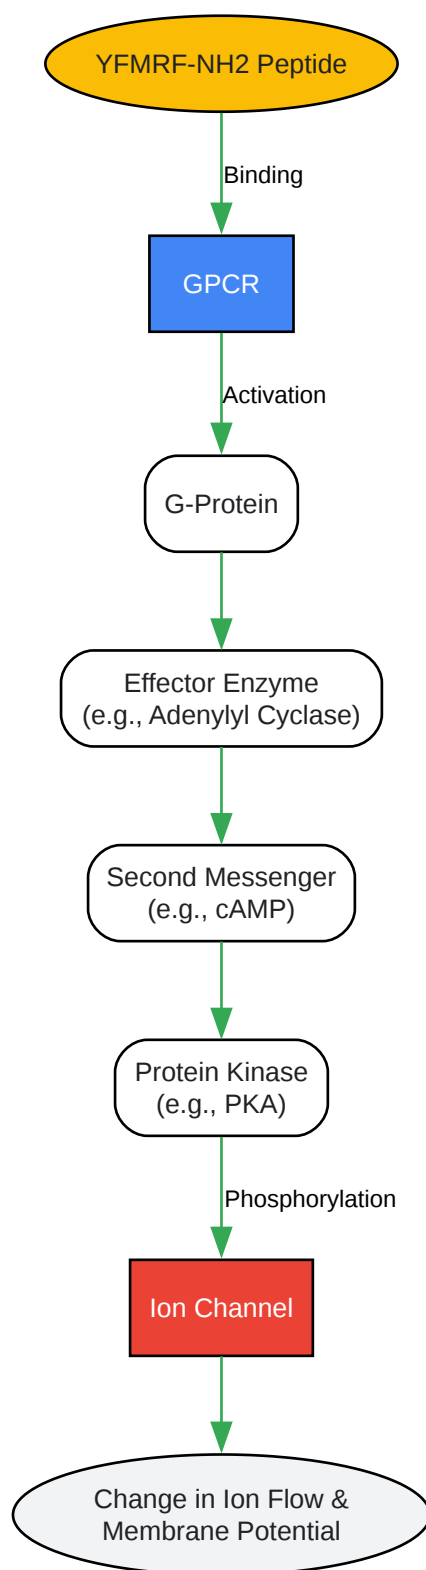 YFMRF-NH2 Peptide
Binding
GPCR
Activation
G-Protein
Effector Enzyme
(e.g., Adenylyl Cyclase)
Second Messenger
(e.g., cAMP)
Protein Kinase
(e.g., PKA)
Phosphorylation
Ion Channel
Change in Ion Flow &
Membrane Potential